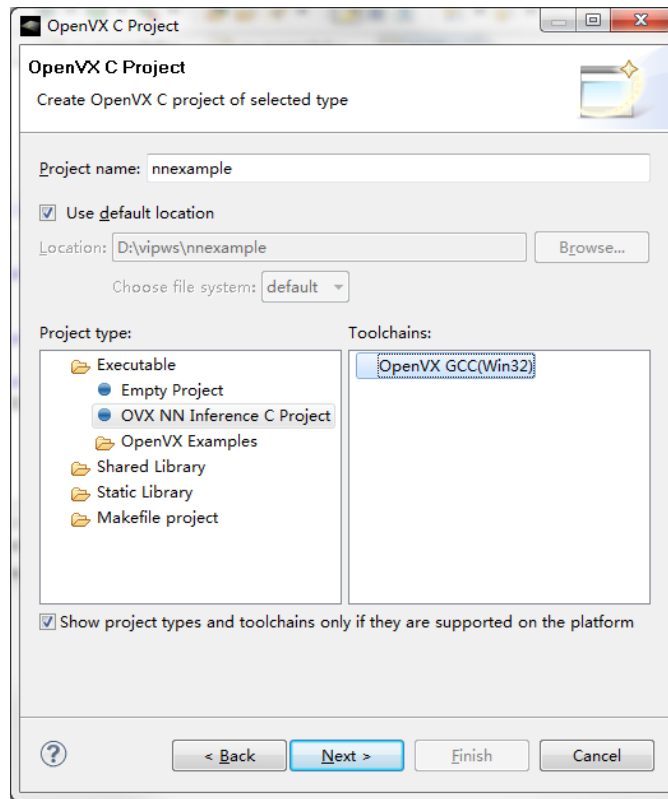 OpenVX C Project
OpenVX C Project
Create OpenVX C project of selected type
Project name: nnexample
Use default location
Location: D:\vipws\nnexample Browse...
Choose file system: default
Project type: Toolchains:
Executable OpenVX GCC(Win32)
Empty Project
OVX NN Inference C Project
OpenVX Examples
Shared Library
Static Library
Makefile project
Show project types and toolchains only if they are supported on the platform
? < Back Next > Finish Cancel